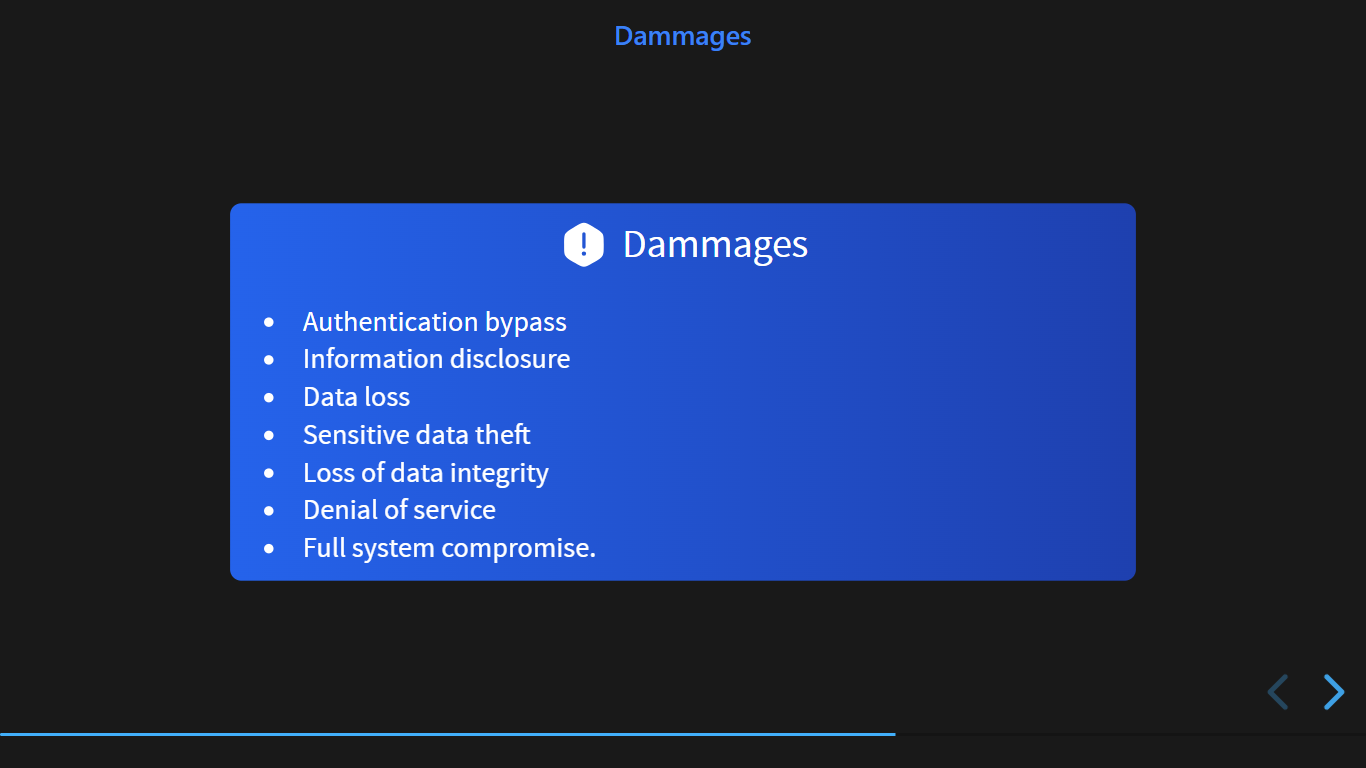 Dammages
Dammages
Authentication bypass
Information disclosure
Data loss
Sensitive data theft
Loss of data integrity
Denial of service
Full system compromise.